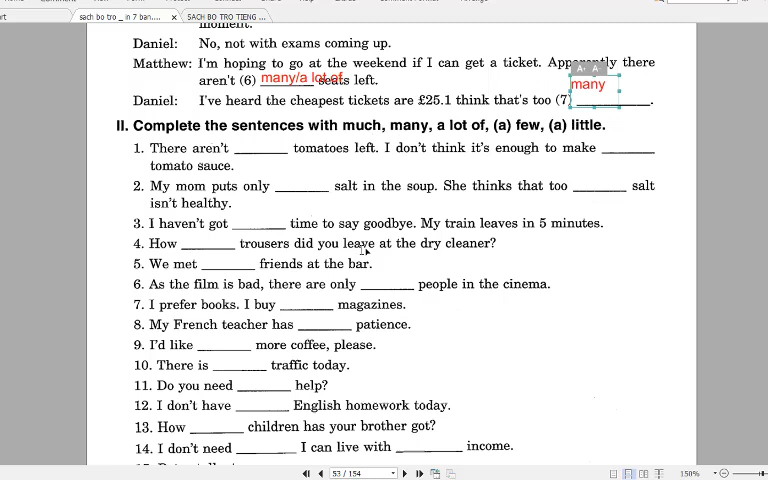 sach bo tro _ in 7 ban.... × SACH BO TRO TIENG ...
moment.
Daniel: No, not with exams coming up.
Matthew: I'm hoping to go at the weekend if I can get a ticket. Apparently there
aren't (6) many/a lot of seats left.
A+ A-
many
Daniel: I've heard the cheapest tickets are £25.1 think that's too (7) __________.
II. Complete the sentences with much, many, a lot of, (a) few, (a) little.
1. There aren't _______ tomatoes left. I don't think it's enough to make _______
tomato sauce.
2. My mom puts only _______ salt in the soup. She thinks that too _______ salt
isn't healthy.
3. I haven't got _______ time to say goodbye. My train leaves in 5 minutes.
4. How _______ trousers did you leave at the dry cleaner?
5. We met _______ friends at the bar.
6. As the film is bad, there are only _______ people in the cinema.
7. I prefer books. I buy _______ magazines.
8. My French teacher has _______ patience.
9. I'd like _______ more coffee, please.
10. There is _______ traffic today.
11. Do you need _______ help?
12. I don't have _______ English homework today.
13. How _______ children has your brother got?
14. I don't need ________ I can live with _________ income.
53 / 154 150%